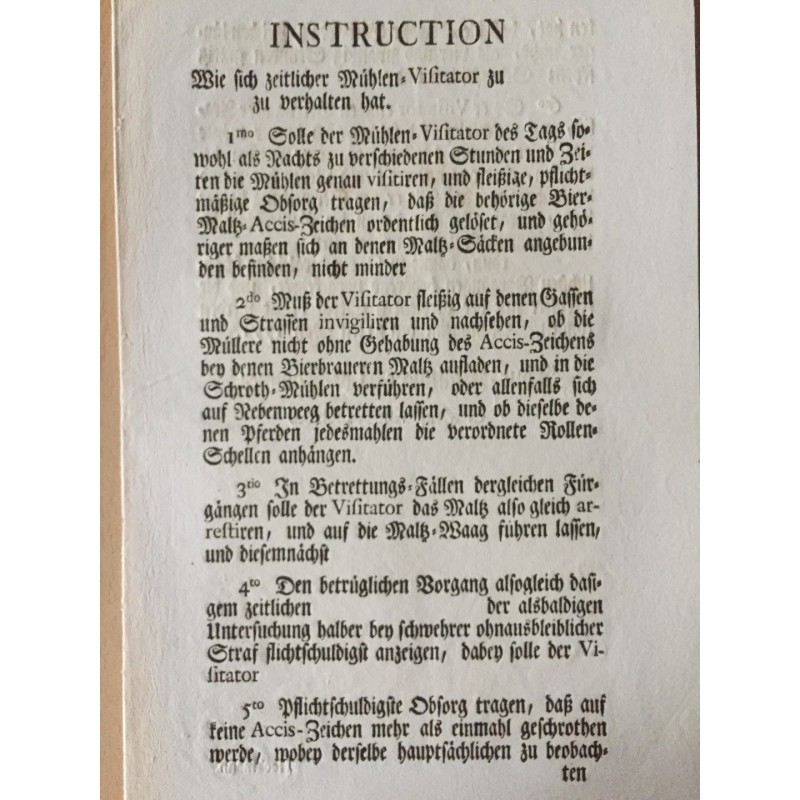 INSTRUCTION
Wie sich zeitlicher Mühlen-Visitator zu
zu verhalten hat.
1mo Solle der Mühlen-Visitator des Tags so-
wohl als Nachts zu verschiedenen Stunden und Zei-
ten die Mühlen genau visitiren, und fleißige, pflicht-
mäßige Obsorg tragen, daß die behörige Bier-
Maltz-Accis-Zeichen ordentlich gelöset, und gehö-
riger maßen sich an denen Maltz-Säcken angebun-
den befinden, nicht minder
2do Muß der Visitator fleißig auf denen Gassen
und Strassen invigiliren und nachsehen, ob die
Müllere nicht ohne Gehabung des Accis-Zeichens
bey denen Bierbraueren Maltz aufladen, und in die
Schroth-Mühlen verführen, oder allenfalls sich
auf Nebenweeg betretten lassen, und ob dieselbe de-
nen Pferden jedesmahlen die verordnete Rollen-
Schellen anhängen.
3tio In Betrettungs-Fällen dergleichen Für-
gängen solle der Visitator das Maltz also gleich ar-
restiren, und auf die Maltz-Waag führen lassen,
und diesemnächst
4to Den betrüglichen Vorgang alsogleich dasi-
gem zeitlichen der alsbaldigen
Untersuchung halber bey schwehrer ohnausbleiblicher
Straf flichtschuldigst anzeigen, dabey solle der Vi-
sitator
5to Pflichtschuldigste Obsorg tragen, daß auf
keine Accis-Zeichen mehr als einmahl geschrothen
werde, wobey derselbe hauptsächlichen zu beobach-
ten